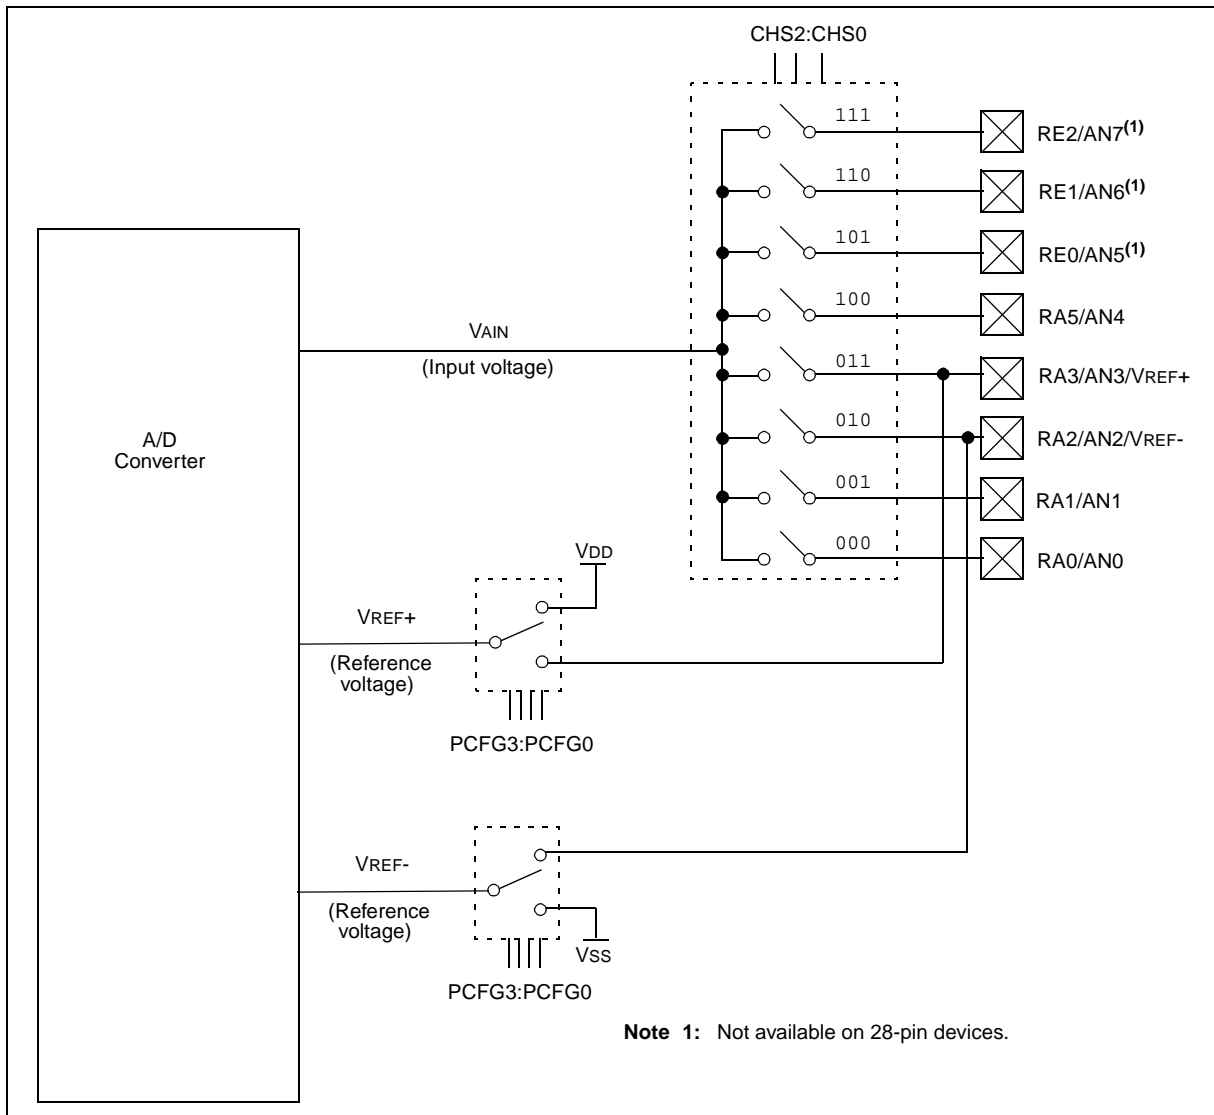 CHS2:CHS0
111
RE2/AN7(1)
110
RE1/AN6(1)
101
RE0/AN5(1)
100
RA5/AN4
VAIN
(Input voltage)
011
RA3/AN3/VREF+
010
RA2/AN2/VREF-
A/D
Converter
001
RA1/AN1
000
RA0/AN0
VDD
VREF+
(Reference
voltage)
PCFG3:PCFG0
VREF-
(Reference
voltage)
VSS
PCFG3:PCFG0
Note 1: Not available on 28-pin devices.